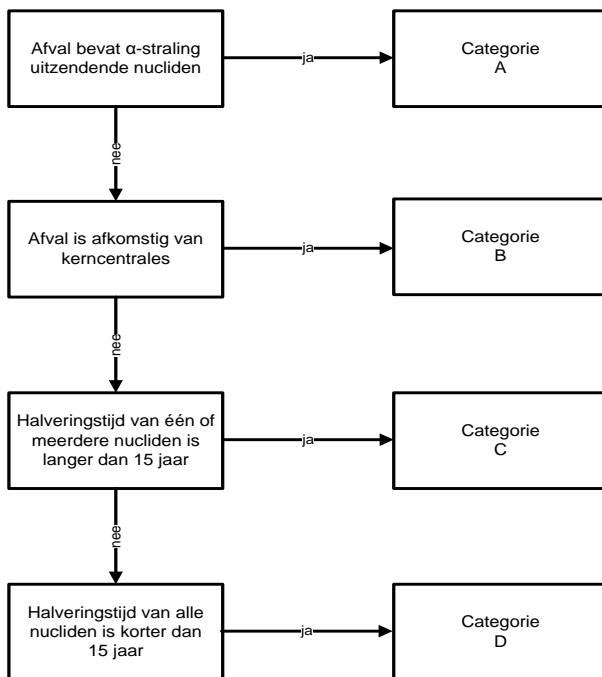 Afval bevat α-straling
uitzendende nucliden
ja
Categorie
A
nee
Afval is afkomstig van
kerncentrales
ja
Categorie
B
nee
Halveringstijd van één of
meerdere nucliden is
langer dan 15 jaar
ja
Categorie
C
nee
Halveringstijd van alle
nucliden is korter dan
15 jaar
ja
Categorie
D